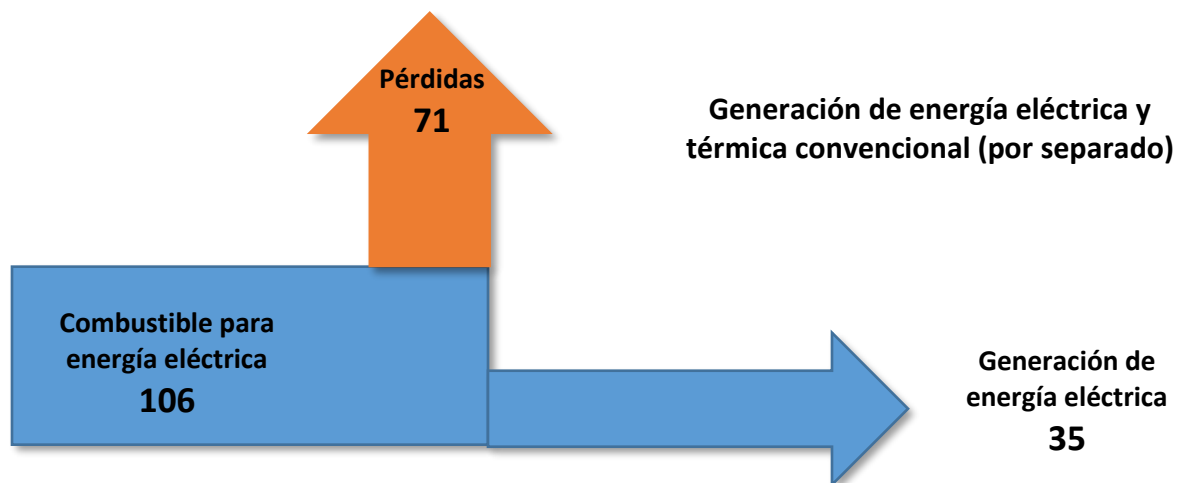 Pérdidas
71
Generación de energía eléctrica y
térmica convencional (por separado)
Combustible para
energía eléctrica
106
Generación de
energía eléctrica
35